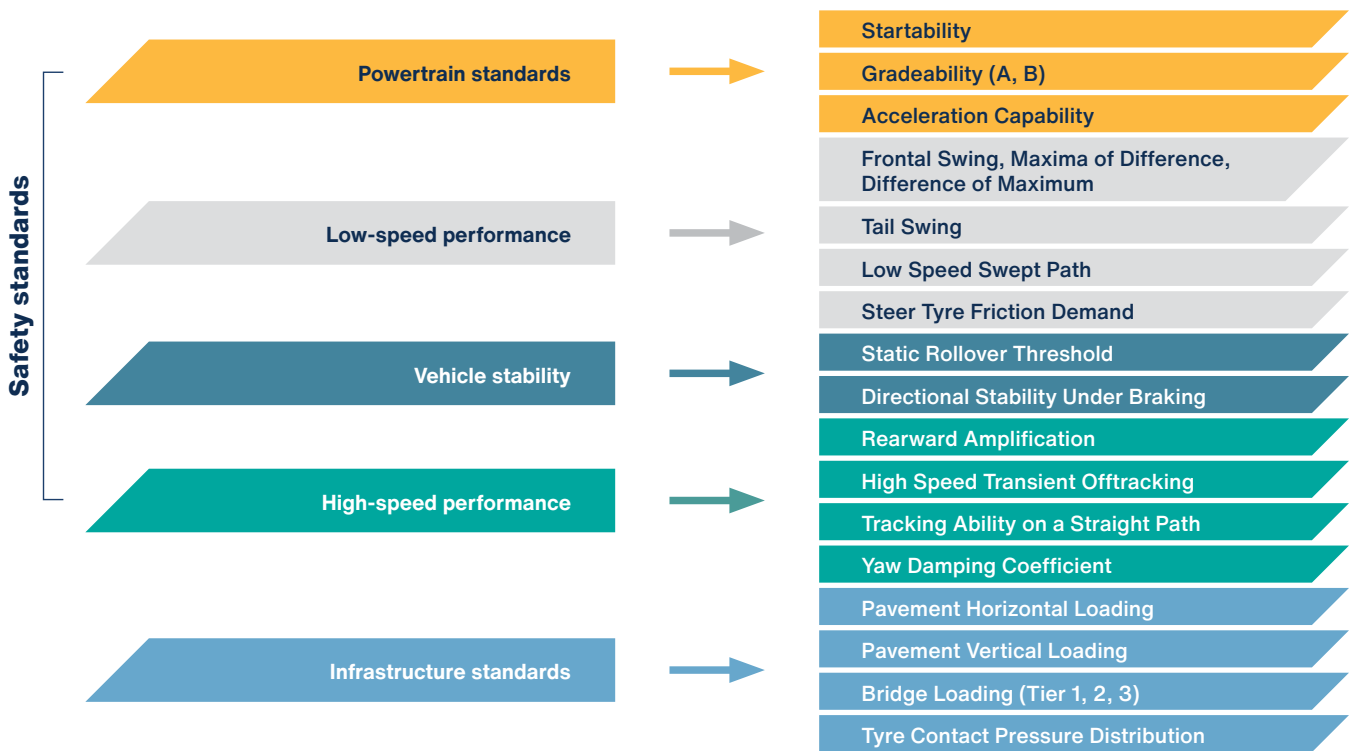 Safety standards
Powertrain standards
Startability
Gradeability (A, B)
Acceleration Capability
Low-speed performance
Frontal Swing, Maxima of Difference,
Difference of Maximum
Tail Swing
Low Speed Swept Path
Steer Tyre Friction Demand
Vehicle stability
Static Rollover Threshold
Directional Stability Under Braking
High-speed performance
Rearward Amplification
High Speed Transient Offtracking
Tracking Ability on a Straight Path
Yaw Damping Coefficient
Infrastructure standards
Pavement Horizontal Loading
Pavement Vertical Loading
Bridge Loading (Tier 1, 2, 3)
Tyre Contact Pressure Distribution